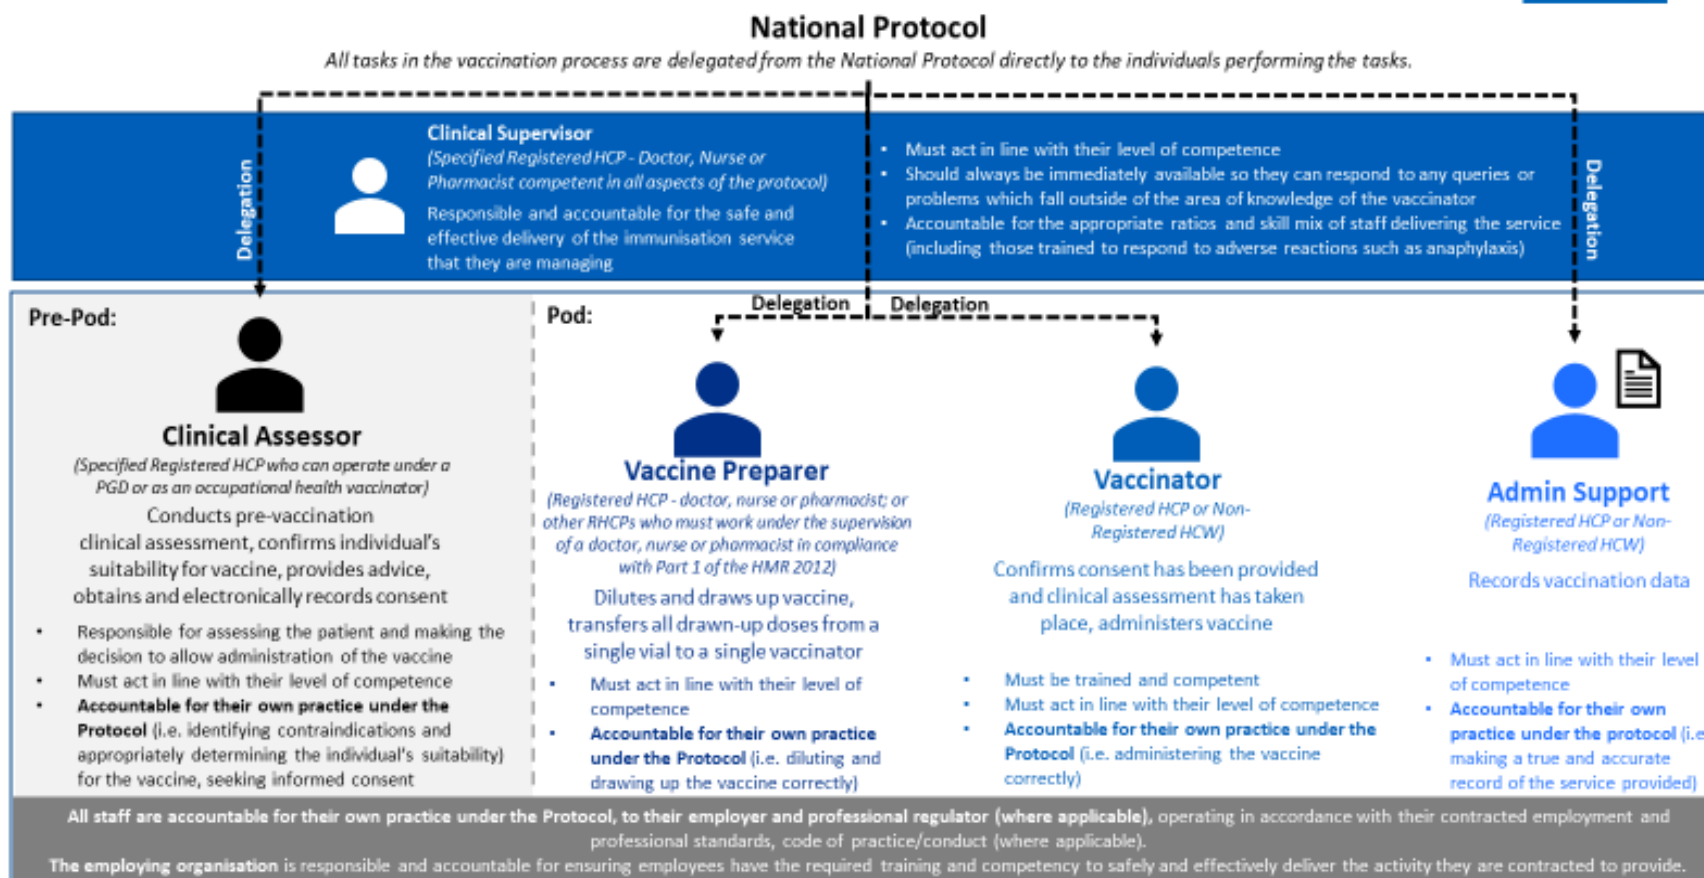 National Protocol
All tasks in the vaccination process are delegated from the National Protocol directly to the individuals performing the tasks.
Delegation
Clinical Supervisor
(Specified Registered HCP - Doctor, Nurse or
Pharmacist competent in all aspects of the protocol)
Responsible and accountable for the safe and
effective delivery of the immunisation service
that they are managing
• Must act in line with their level of competence
• Should always be immediately available so they can respond to any queries or
problems which fall outside of the area of knowledge of the vaccinator
• Accountable for the appropriate ratios and skill mix of staff delivering the service
(including those trained to respond to adverse reactions such as anaphylaxis)
Delegation
Delegation
Delegation
Pre-Pod:
Clinical Assessor
(Specified Registered HCP who can operate under a
PGD or as an occupational health vaccinator)
Conducts pre-vaccination
clinical assessment, confirms individual's
suitability for vaccine, provides advice,
obtains and electronically records consent
• Responsible for assessing the patient and making the
decision to allow administration of the vaccine
• Must act in line with their level of competence
• Accountable for their own practice under the
Protocol (i.e. identifying contraindications and
appropriately determining the individual's suitability)
for the vaccine, seeking informed consent
Pod:
Vaccine Preparer
(Registered HCP - doctor, nurse or pharmacist; or
other RHCPs who must work under the supervision
of a doctor, nurse or pharmacist in compliance
with Part 1 of the HMR 2012)
Dilutes and draws up vaccine,
transfers all drawn-up doses from a
single vial to a single vaccinator
• Must act in line with their level of
competence
• Accountable for their own practice
under the Protocol (i.e. diluting and
drawing up the vaccine correctly)
Vaccinator
(Registered HCP or Non-
Registered HCW)
Confirms consent has been provided
and clinical assessment has taken
place, administers vaccine
• Must be trained and competent
• Must act in line with their level of competence
• Accountable for their own practice under the
Protocol (i.e. administering the vaccine
correctly)
Admin Support
(Registered HCP or Non-
Registered HCW)
Records vaccination data
• Must act in line with their level
of competence
• Accountable for their own
practice under the protocol (i.e
making a true and accurate
record of the service provided)
All staff are accountable for their own practice under the Protocol, to their employer and professional regulator (where applicable), operating in accordance with their contracted employment and
professional standards, code of practice/conduct (where applicable).
The employing organisation is responsible and accountable for ensuring employees have the required training and competency to safely and effectively deliver the activity they are contracted to provide.